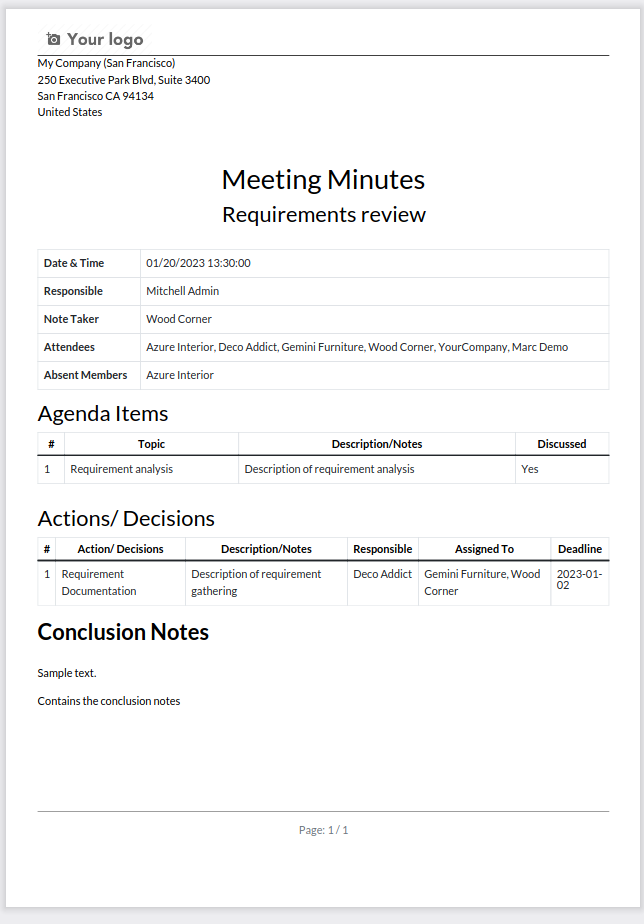 Your logo
My Company (San Francisco)
250 Executive Park Blvd, Suite 3400
San Francisco CA 94134
United States
Meeting Minutes
Requirements review
Date & Time 01/20/2023 13:30:00
Responsible Mitchell Admin
Note Taker Wood Corner
Attendees Azure Interior, Deco Addict, Gemini Furniture, Wood Corner, YourCompany, Marc Demo
Absent Members Azure Interior
Agenda Items
# Topic Description/Notes Discussed
1 Requirement analysis Description of requirement analysis Yes
Actions/ Decisions
# Action/ Decisions Description/Notes Responsible Assigned To Deadline
1 Requirement Description of requirement Deco Addict Gemini Furniture, Wood 2023-01-
Documentation gathering Corner 02
Conclusion Notes
Sample text.
Contains the conclusion notes
Page: 1 / 1